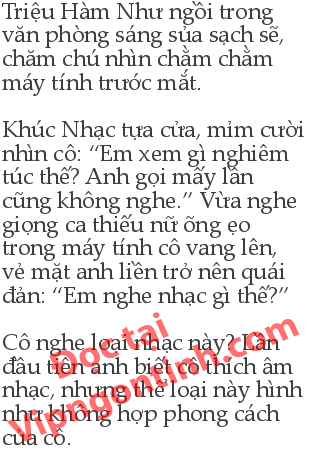 Triệu Hàm Như ngồi trong
văn phòng sáng sủa sạch sẽ,
chăm chú nhìn chằm chằm
máy tính trước mắt.
Khúc Nhạc tựa cửa, mỉm cười
nhìn cô: “Em xem gì nghiêm
túc thế? Anh gọi mấy lần
cũng không nghe.” Vừa nghe
giọng ca thiếu nữ õng ẹo
trong máy tính cô vang lên,
vẻ mặt anh liền trở nên quái
đản: “Em nghe nhạc gì thế?”
Cô nghe loại nhạc này? Lần
đầu tiên anh biết cô thích âm
nhạc, nhưng thể loại này hình
như không hợp phong cách
của cô.
Đọc tại
Vipngontinh.com